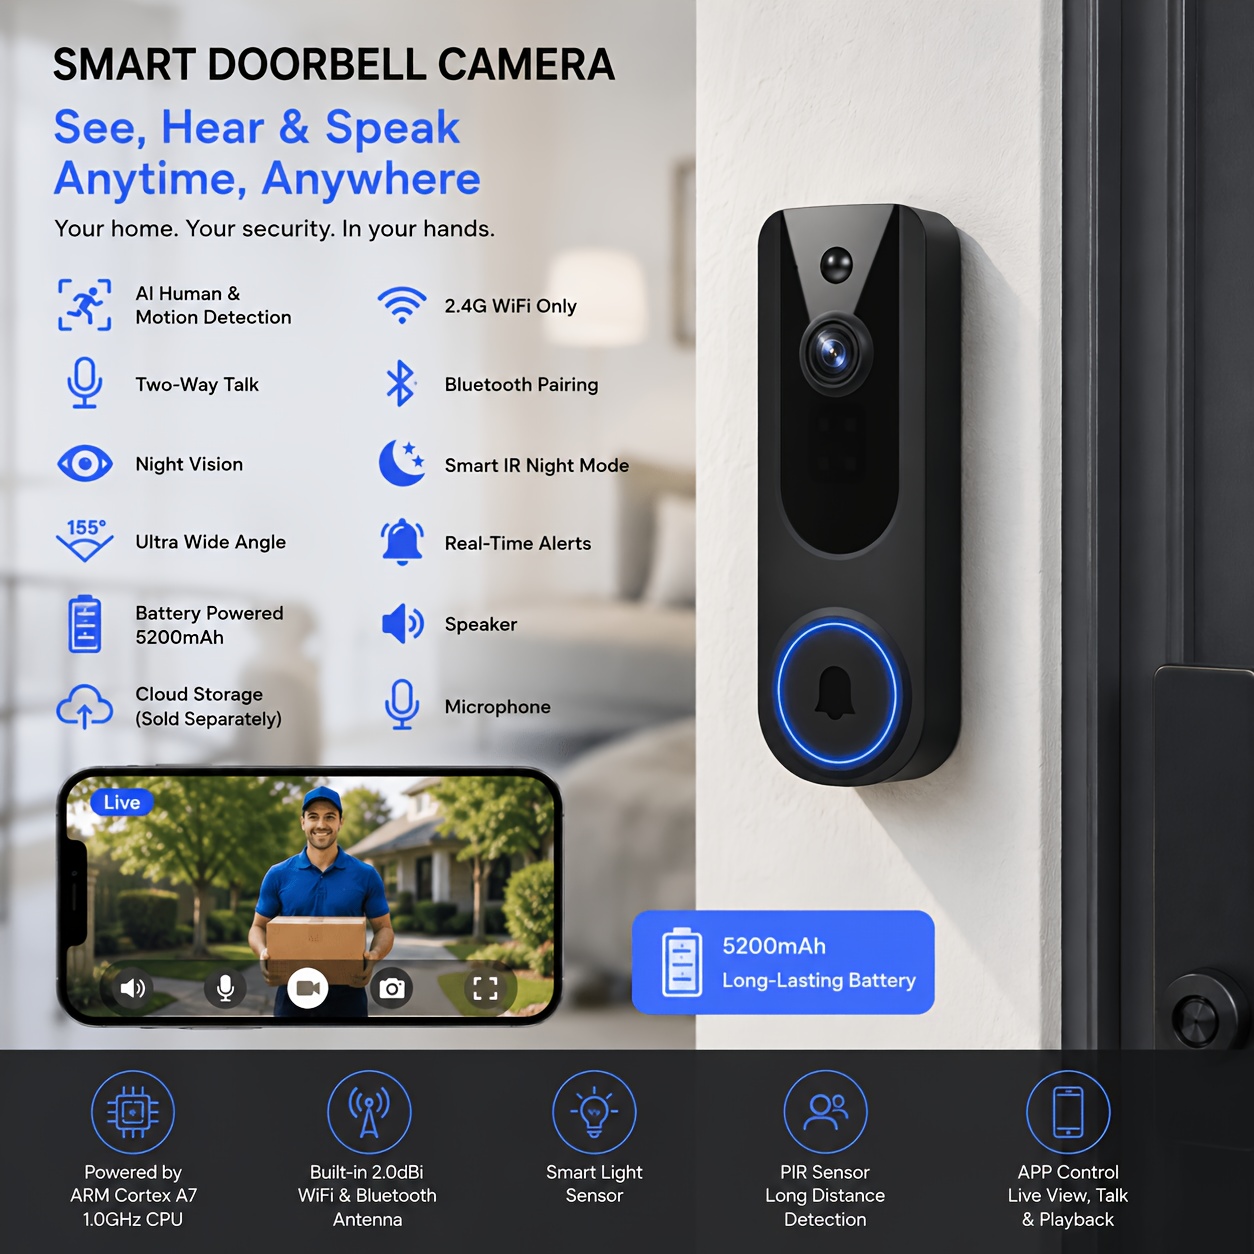 SMART DOORBELL CAMERA
See, Hear & Speak
Anytime, Anywhere
Your home. Your security. In your hands.
AI Human &
Motion Detection
2.4G WiFi Only
Two-Way Talk
Bluetooth Pairing
Night Vision
Smart IR Night Mode
155°
Ultra Wide Angle
Real-Time Alerts
Battery Powered
5200mAh
Speaker
Cloud Storage
(Sold Separately)
Microphone
Live
5200mAh
Long-Lasting Battery
Powered by
ARM Cortex A7
1.0GHz CPU
Built-in 2.0dBi
WiFi & Bluetooth
Antenna
Smart Light
Sensor
PIR Sensor
Long Distance
Detection
APP Control
Live View, Talk
& Playback